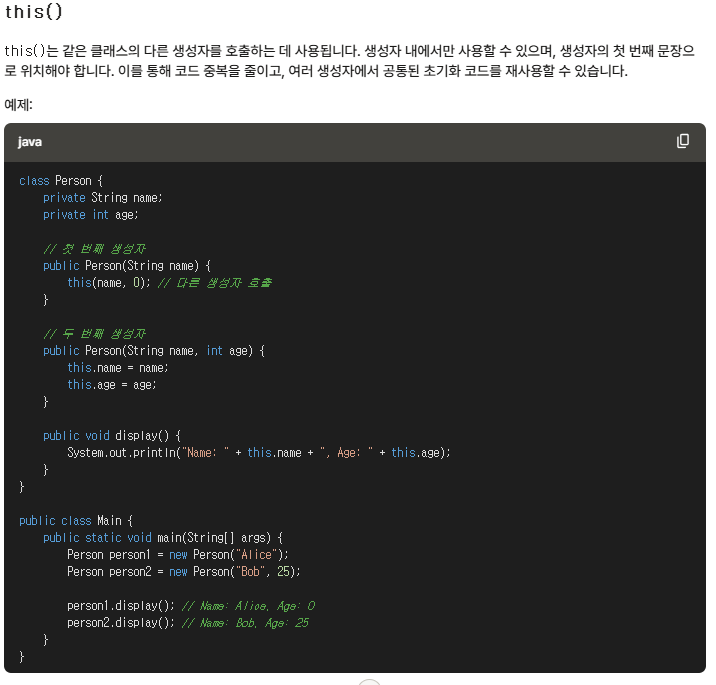 this()
this()는 같은 클래스의 다른 생성자를 호출하는 데 사용됩니다. 생성자 내에서만 사용할 수 있으며, 생성자의 첫 번째 문장으
로 위치해야 합니다. 이를 통해 코드 중복을 줄이고, 여러 생성자에서 공통된 초기화 코드를 재사용할 수 있습니다.
예제:
java
class Person {
    private String name;
    private int age;

    // 첫 번째 생성자
    public Person(String name) {
        this(name, 0); // 다른 생성자 호출
    }

    // 두 번째 생성자
    public Person(String name, int age) {
        this.name = name;
        this.age = age;
    }

    public void display() {
        System.out.println("Name: " + this.name + ", Age: " + this.age);
    }
}

public class Main {
    public static void main(String[] args) {
        Person person1 = new Person("Alice");
        Person person2 = new Person("Bob", 25);

        person1.display(); // Name: Alice, Age: 0
        person2.display(); // Name: Bob, Age: 25
    }
}